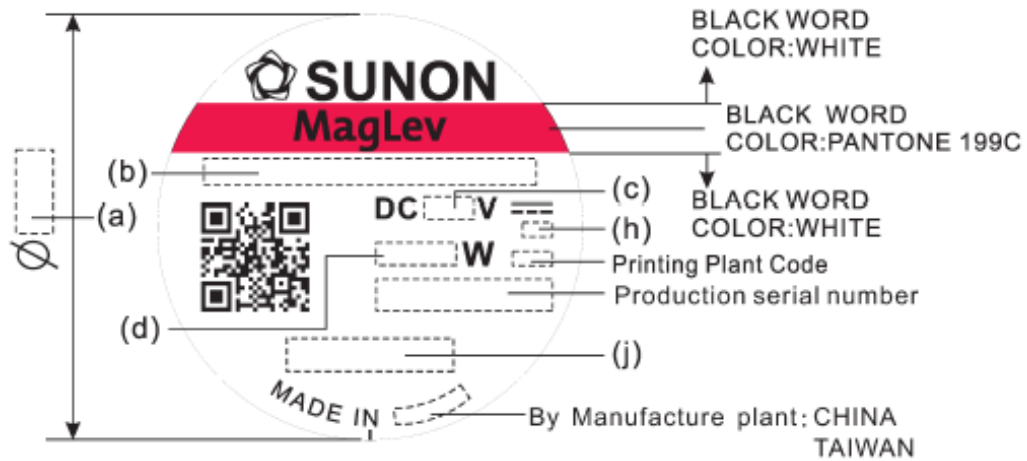 BLACK WORD
COLOR:WHITE
SUNON
MagLev
BLACK WORD
COLOR:PANTONE 199C
(b)
(c)
(a)
DC V
BLACK WORD
COLOR:WHITE
(h)
Ø
W
Printing Plant Code
Production serial number
(d)
(j)
MADE IN
By Manufacture plant: CHINA
TAIWAN